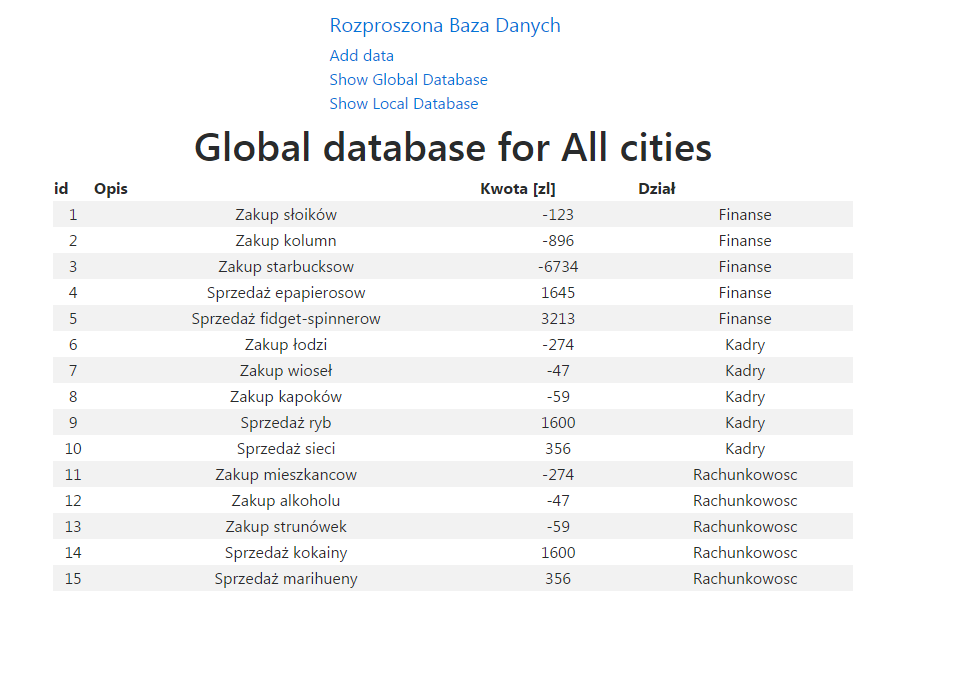 Rozproszona Baza Danych
Add data
Show Global Database
Show Local Database
Global database for All cities
id Opis Kwota [zl] Dział
1 Zakup słoików -123 Finanse
2 Zakup kolumn -896 Finanse
3 Zakup starbucksow -6734 Finanse
4 Sprzedaż epapierosow 1645 Finanse
5 Sprzedaż fidget-spinnerow 3213 Finanse
6 Zakup łodzi -274 Kadry
7 Zakup wioseł -47 Kadry
8 Zakup kapoków -59 Kadry
9 Sprzedaż ryb 1600 Kadry
10 Sprzedaż sieci 356 Kadry
11 Zakup mieszkancow -274 Rachunkowosc
12 Zakup alkoholu -47 Rachunkowosc
13 Zakup strunówek -59 Rachunkowosc
14 Sprzedaż kokainy 1600 Rachunkowosc
15 Sprzedaż marihueny 356 Rachunkowosc